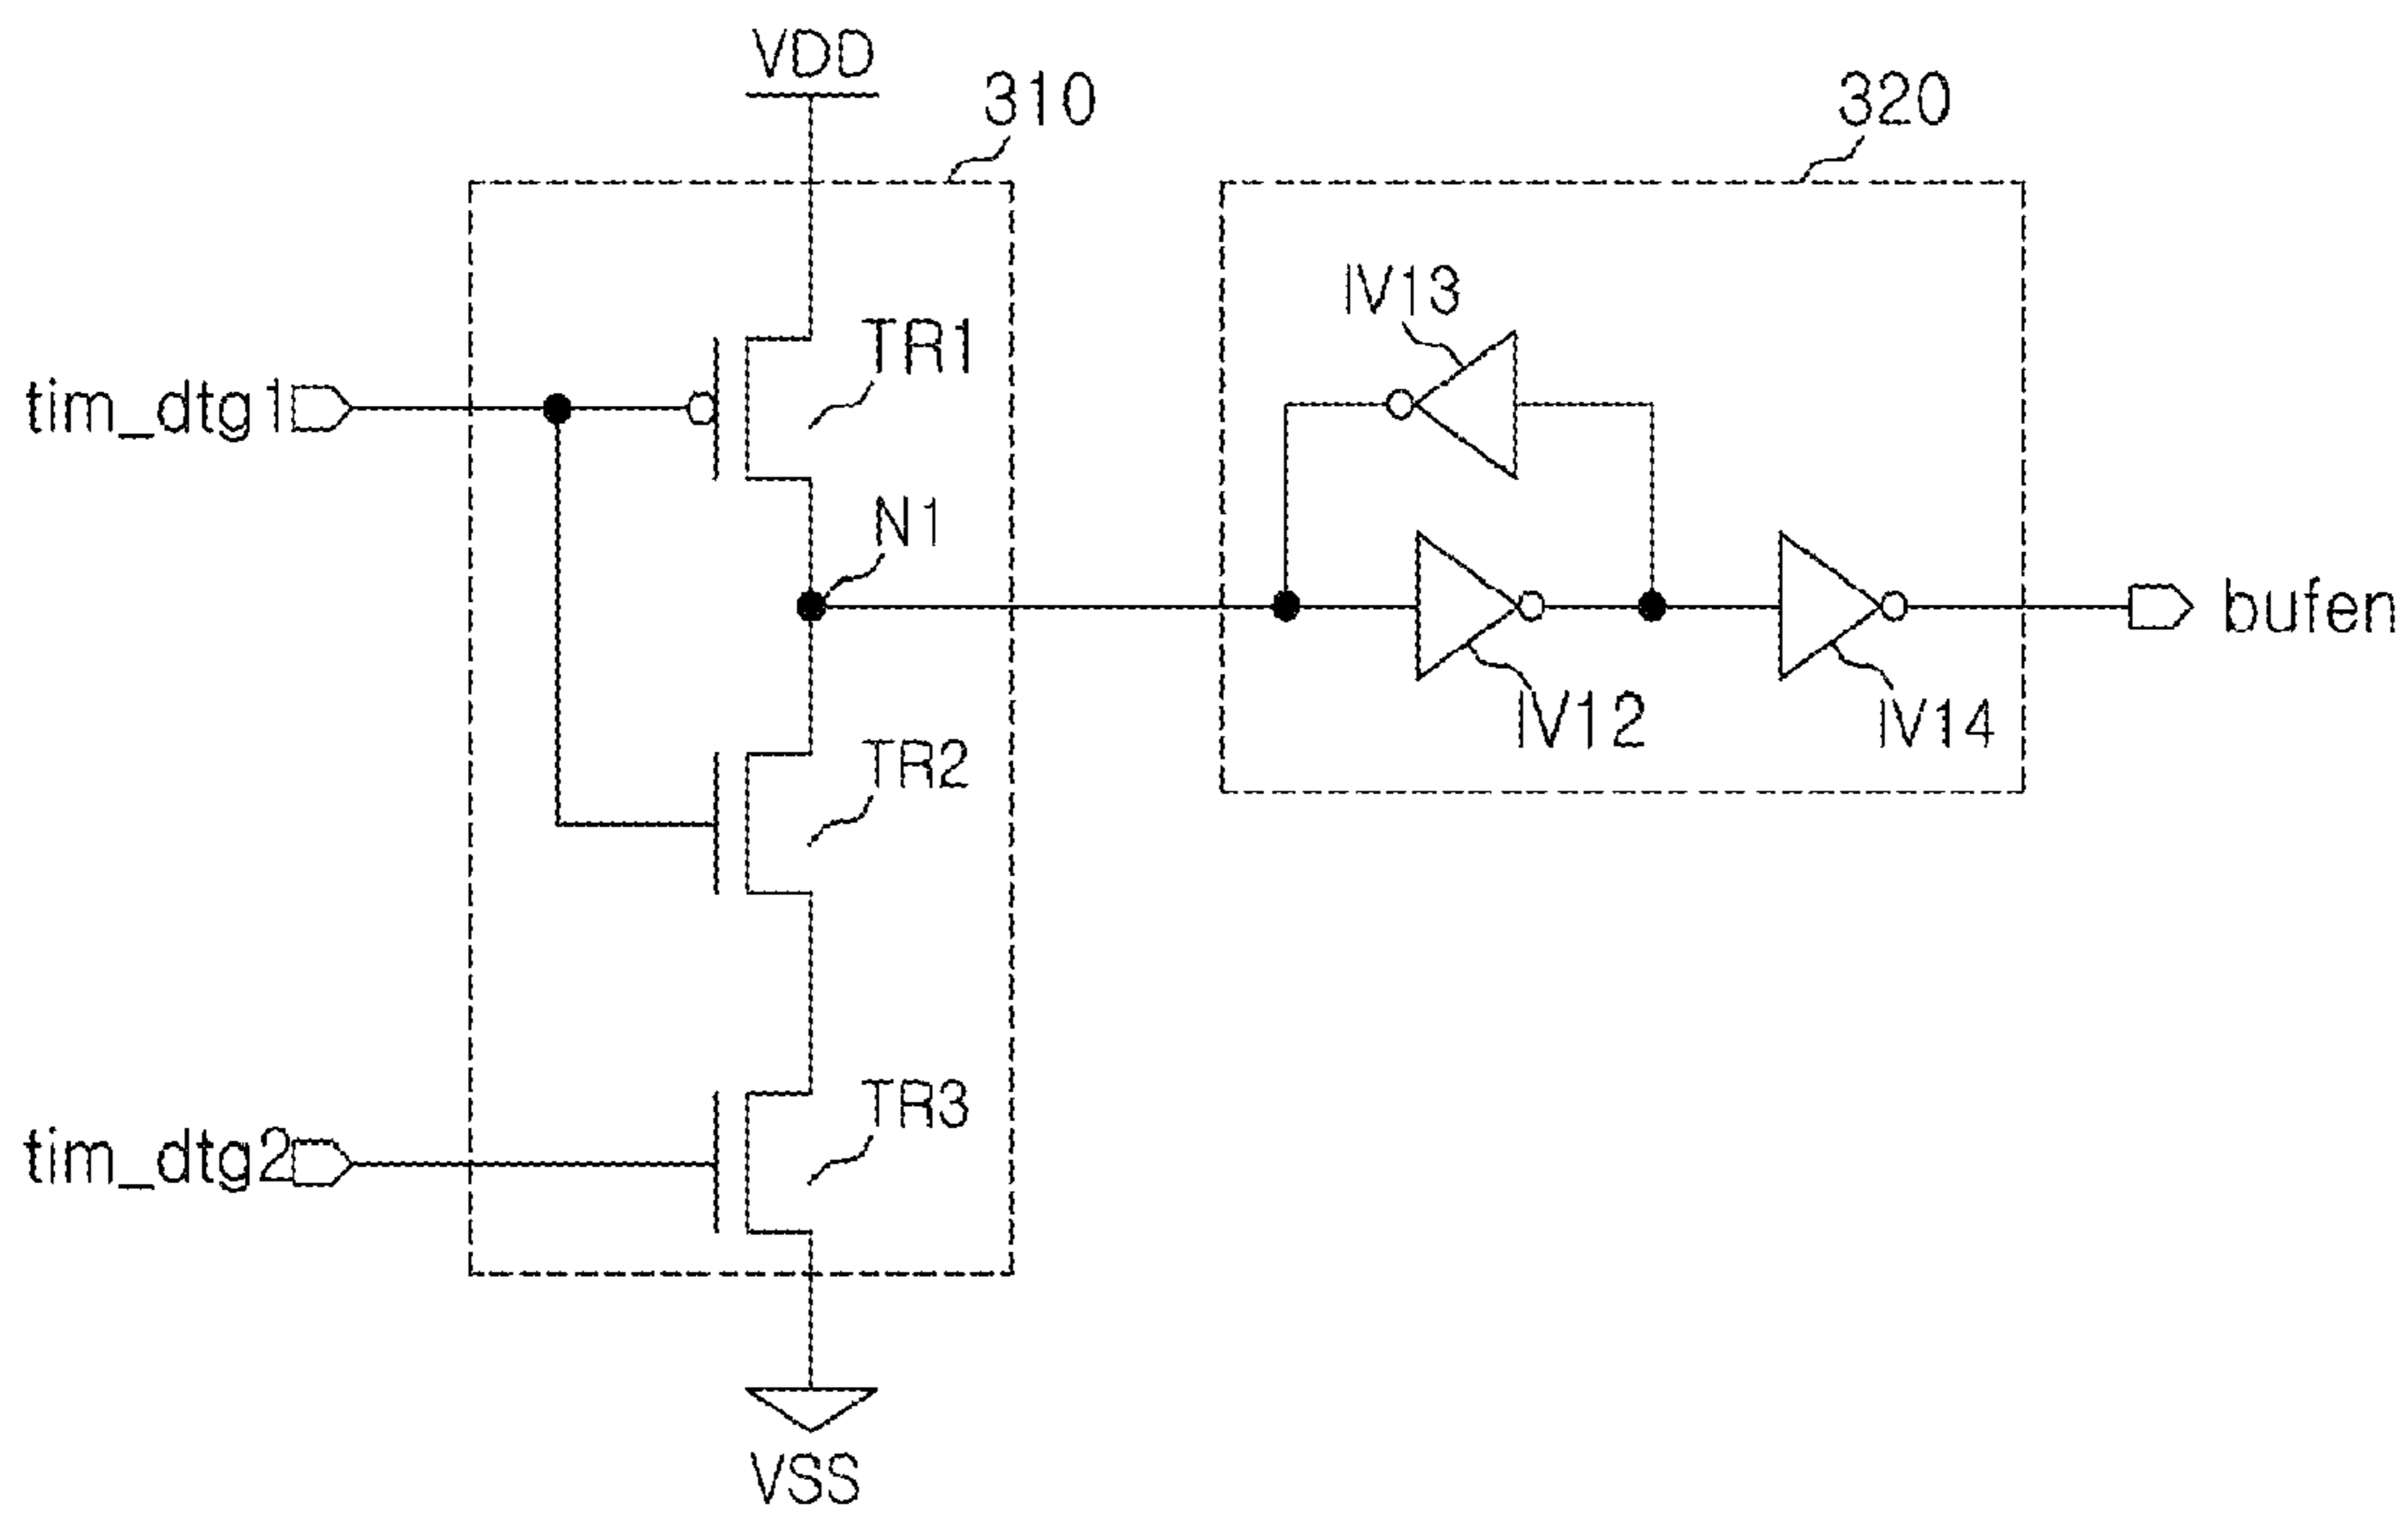 VDD
310
320
IV13
TR1
tim_dtg1
N1
bufen
IV12
IV14
TR2
TR3
tim_dtg2
VSS